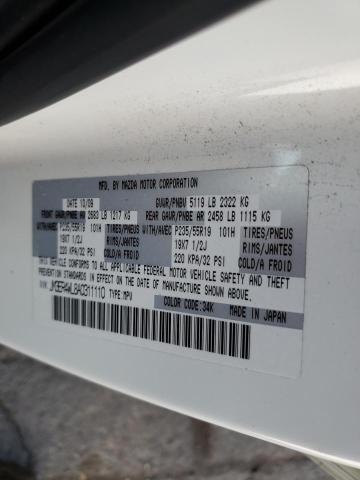 MFD. BY MAZDA MOTOR CORPORATION
DATE 10/09 GVWR/PNBV 5119 LB 2322 KG
FRONT GAWR/PNBE AR 2683 LB 1217 KG REAR GAWR/PNBE AR 2458 LB 1115 KG
WITH/AVEC P235/55R19 101H TIRES/PNEUS WITH/AVEC P235/55R19 101H TIRES/PNEUS
19X7 1/2J RIMS/JANTES 19X7 1/2J RIMS/JANTES
220 KPA/32 PSI COLD/A FROID 220 KPA/32 PSI COLD/A FROID
THIS VEHICLE CONFORMS TO ALL APPLICABLE FEDERAL MOTOR VEHICLE SAFETY AND
THEFT PREVENTION STANDARDS IN EFFECT ON THE DATE OF MANUFACTURE SHOWN ABOVE.
VIN: TYPE: MPV COLOR CODE: 34K MADE IN JAPAN